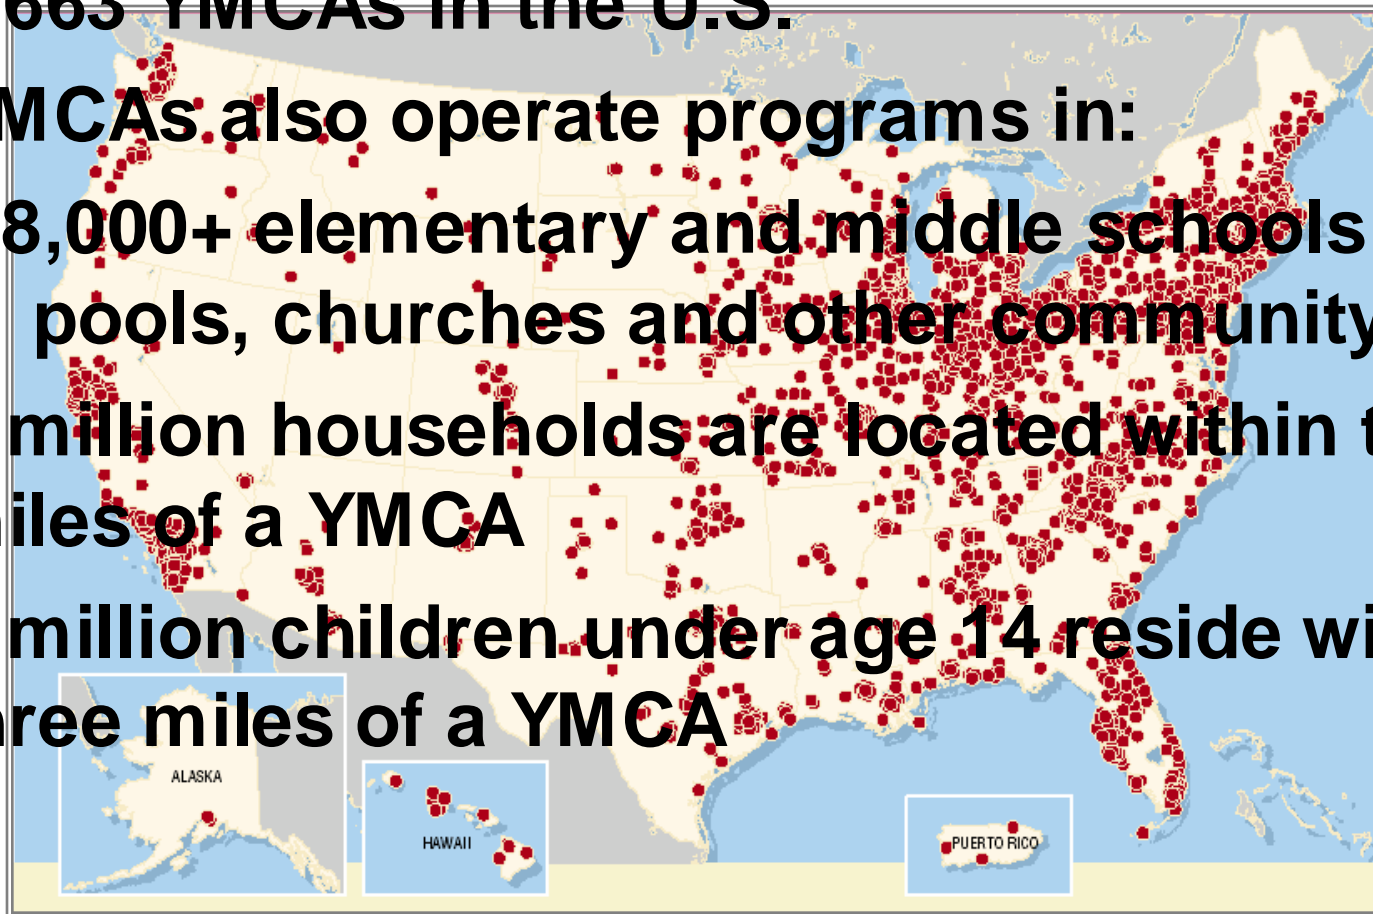 663 YMCAs in the U.S.
MCAs also operate programs in:
8,000+ elementary and middle schools
pools, churches and other community
million households are located within t
iles of a YMCA
million children under age 14 reside wi
ree miles of a YMCA
ALASKA
HAWAII
PUERTO RICO